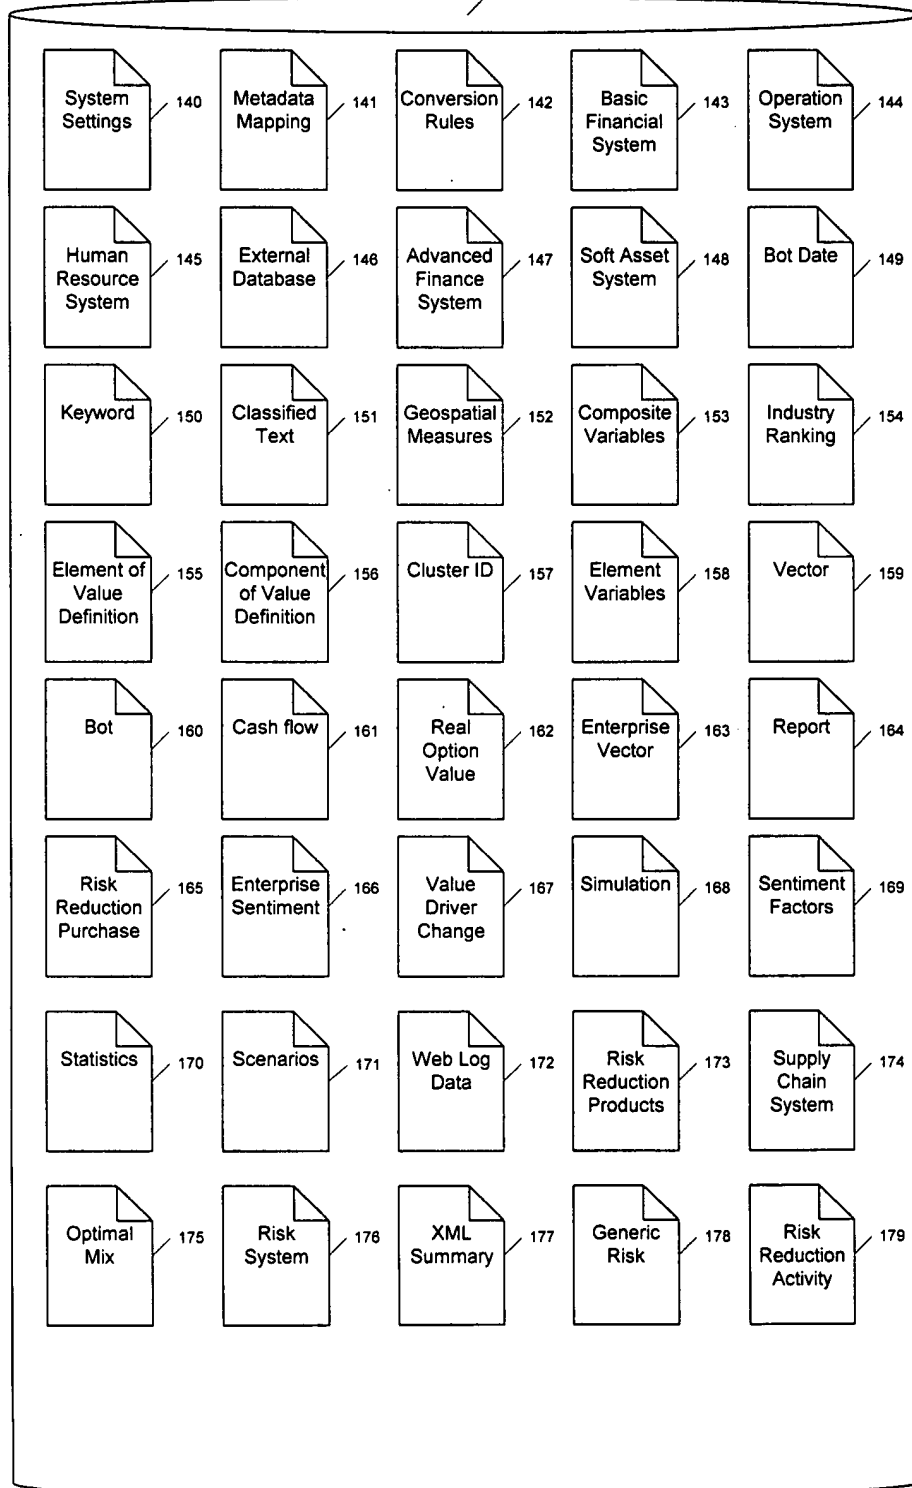 System
Settings
140
Metadata
Mapping
141
Conversion
Rules
142
Basic
Financial
System
143
Operation
System
144
Human
Resource
System
145
External
Database
146
Advanced
Finance
System
147
Soft Asset
System
148
Bot Date
149
Keyword
150
Classified
Text
151
Geospatial
Measures
152
Composite
Variables
153
Industry
Ranking
154
Element of
Value
Definition
155
Component
of Value
Definition
156
Cluster ID
157
Element
Variables
158
Vector
159
Bot
160
Cash flow
161
Real
Option
Value
162
Enterprise
Vector
163
Report
164
Risk
Reduction
Purchase
165
Enterprise
Sentiment
166
Value
Driver
Change
167
Simulation
168
Sentiment
Factors
169
Statistics
170
Scenarios
171
Web Log
Data
172
Risk
Reduction
Products
173
Supply
Chain
System
174
Optimal
Mix
175
Risk
System
176
XML
Summary
177
Generic
Risk
178
Risk
Reduction
Activity
179